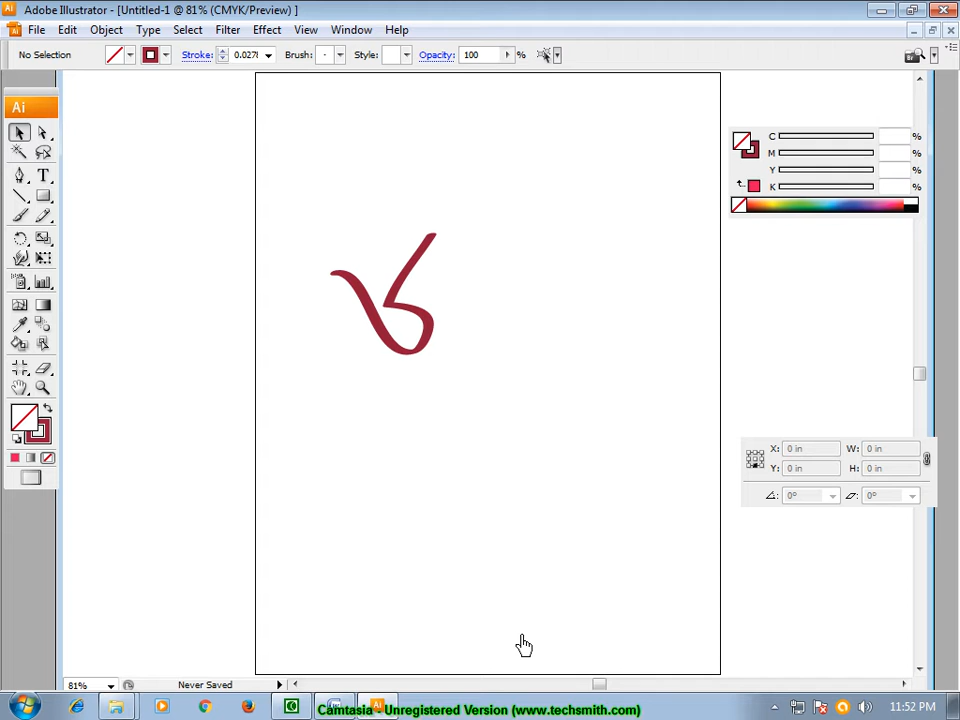 Adobe Illustrator - [Untitled-1 @ 81% (CMYK/Preview) ]
File Edit Object Type Select Filter Effect View Window Help
No Selection Stroke: 0.0278 Brush: Style: Opacity: 100 %
Ai
C %
M %
Y %
K %
X: 0 in W: 0 in
Y: 0 in H: 0 in
0° 0°
81% Never Saved
11:52 PM
Camtasia - Unregistered Version (www.techsmith.com)